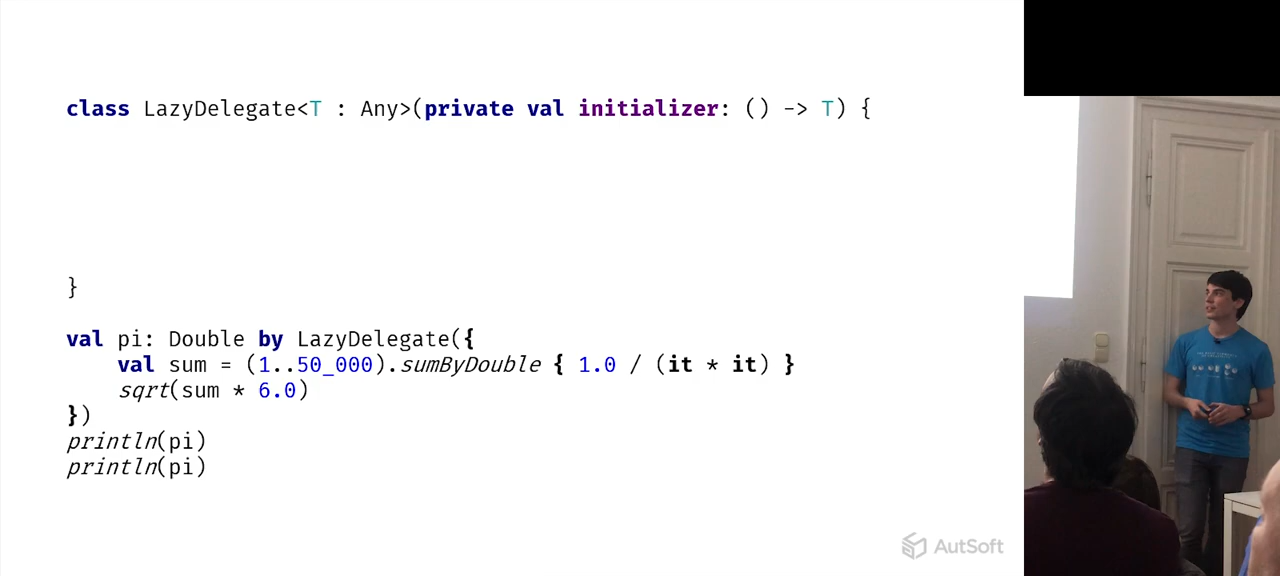 class LazyDelegate<T : Any>(private val initializer: () -> T) {
}
val pi: Double by LazyDelegate({
    val sum = (1..50_000).sumByDouble { 1.0 / (it * it) }
    sqrt(sum * 6.0)
})
println(pi)
println(pi)
AutSoft